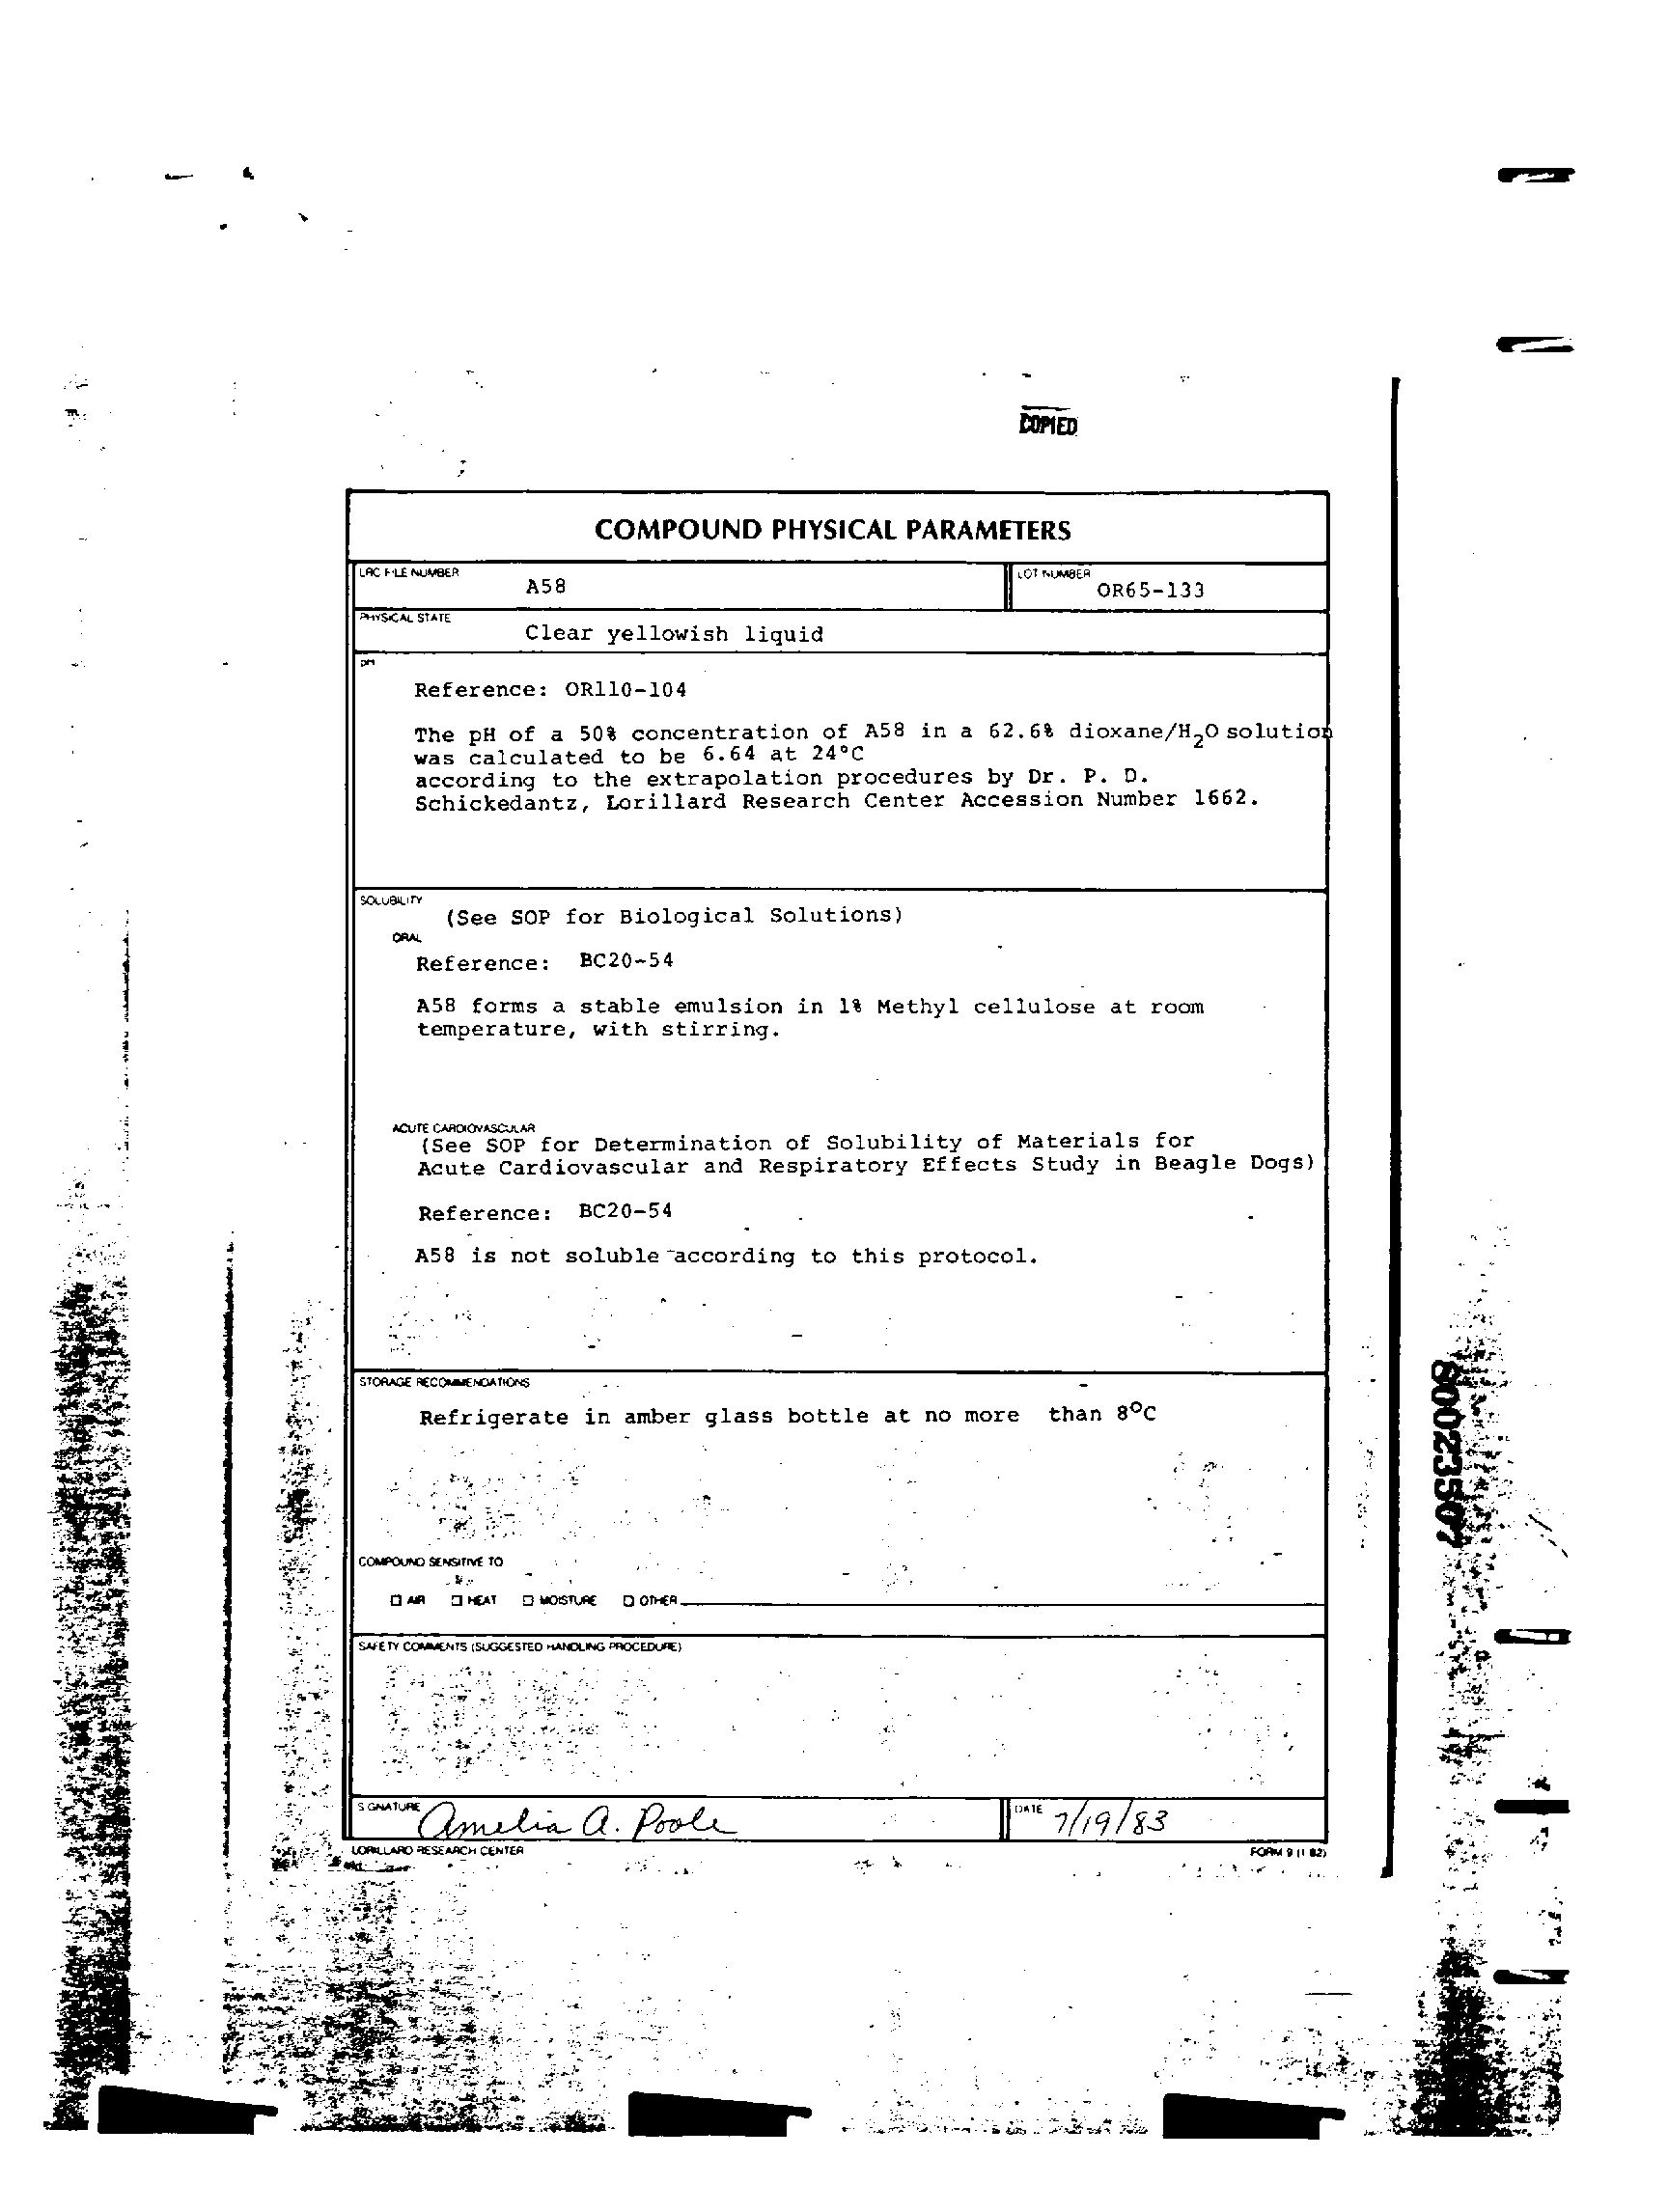 COPIED
COMPOUND PHYSICAL PARAMETERS
LRC FILE NUMBER
A58
LOT NUMBER
OR65-133
PHYSICAL STATE
Clear yellowish liquid
pH
Reference: OR110-104
The pH of a 50% concentration of A58 in a 62.6% dioxane/H₂O solution
was calculated to be 6.64 at 24°C
according to the extrapolation procedures by Dr. P. D.
Schickedantz, Lorillard Research Center Accession Number 1662.
SOLUBILITY
(See SOP for Biological Solutions)
ORAL
Reference: BC20-54
A58 forms a stable emulsion in 1% Methyl cellulose at room
temperature, with stirring.
ACUTE CARDIOVASCULAR
(See SOP for Determination of Solubility of Materials for
Acute Cardiovascular and Respiratory Effects Study in Beagle Dogs)
Reference: BC20-54
A58 is not soluble according to this protocol.
STORAGE RECOMMENDATIONS
Refrigerate in amber glass bottle at no more than 8°C
COMPOUND SENSITIVE TO
AIR HEAT MOISTURE OTHER
SAFETY COMMENTS (SUGGESTED HANDLING PROCEDURE)
SIGNATURE Amelia A. Poole
DATE 7/19/83
LORILLARD RESEARCH CENTER
FORM 9 (1 82)
80023507